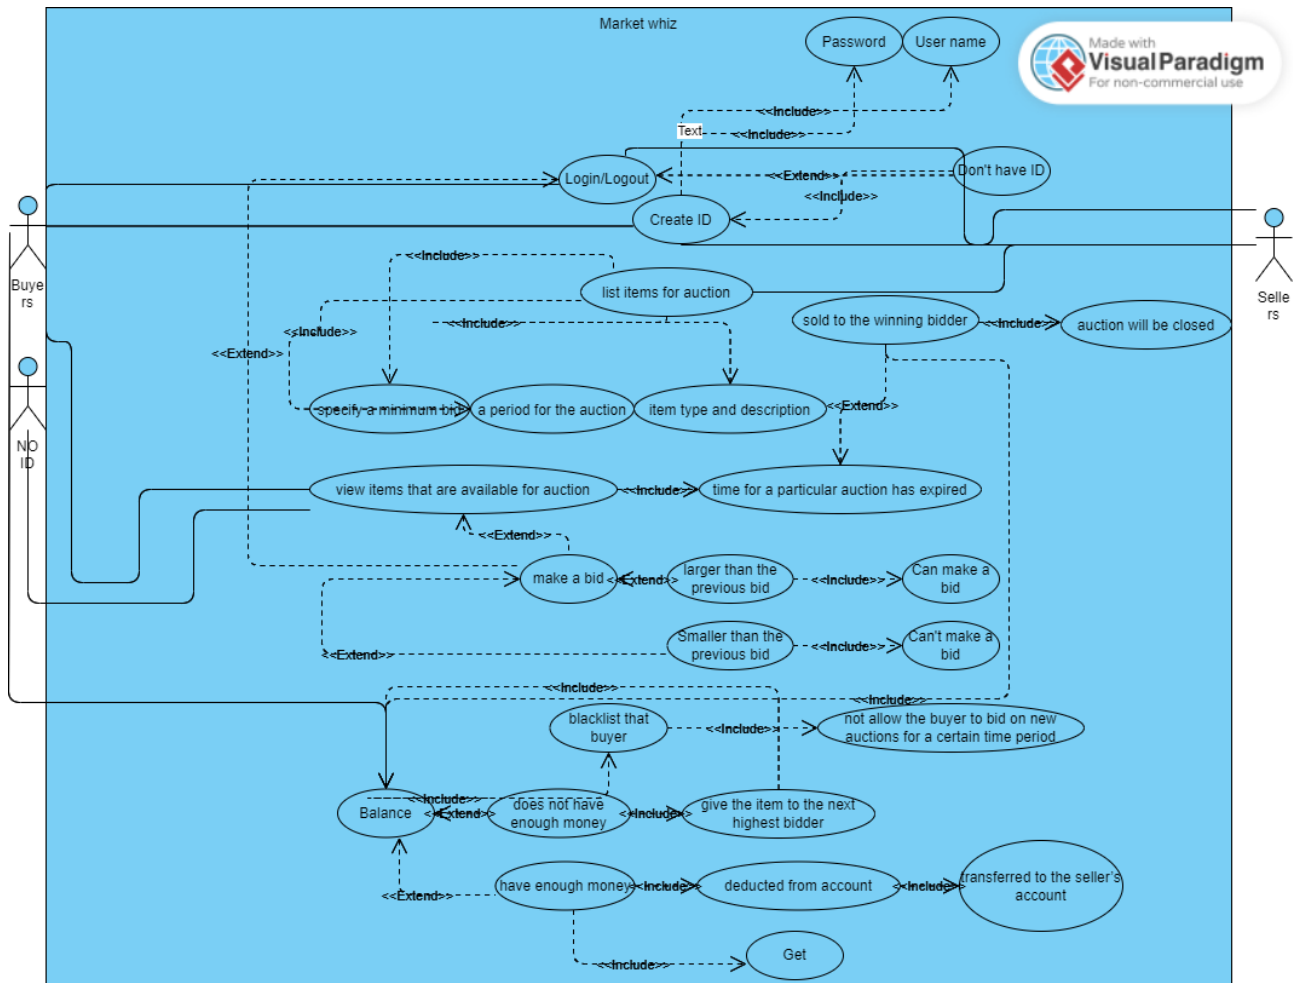 Market whiz
Made with
Visual Paradigm
For non-commercial use
Password
User name
<<Include>>
Text
<<Include>>
Login/Logout
<<Extend>>
Don't have ID
<<Include>>
Create ID
Buye
rs
Selle
rs
<<Include>>
list items for auction
<<Include>>
<<Include>>
sold to the winning bidder
<<Include>>
auction will be closed
<<Extend>>
specify a minimum bid
a period for the auction
item type and description
<<Extend>>
NO
ID
view items that are available for auction
<<Include>>
time for a particular auction has expired
<<Extend>>
make a bid
<<Extend>>
larger than the
previous bid
<<Include>>
Can make a
bid
Smaller than the
previous bid
<<Include>>
Can't make a
bid
<<Extend>>
<<Include>>
<<Include>>
blacklist that
buyer
<<Include>>
not allow the buyer to bid on new
auctions for a certain time period
Balance
<<Include>>
<<Extend>>
does not have
enough money
<<Include>>
give the item to the next
highest bidder
<<Extend>>
have enough money
<<Include>>
deducted from account
<<Include>>
transferred to the seller's
account
<<Include>>
Get